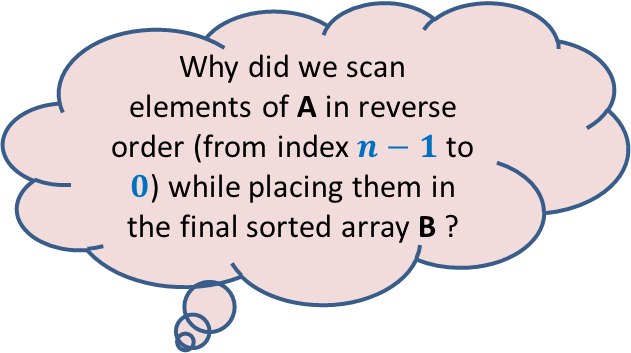 Why did we scan
elements of A in reverse
order (from index n − 1 to
0) while placing them in
the final sorted array B ?